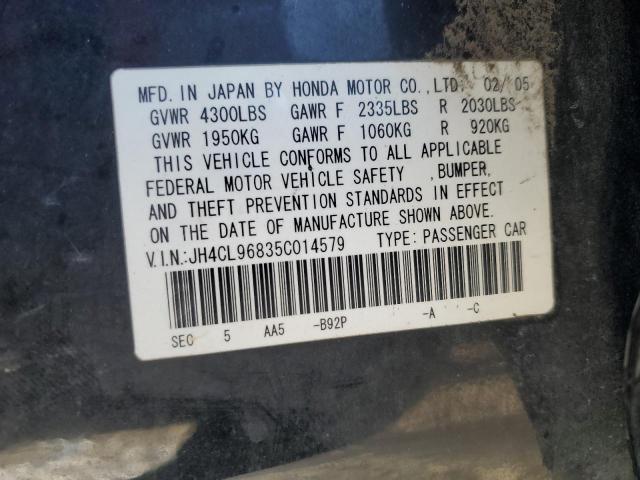 MFD. IN JAPAN BY HONDA MOTOR CO.,LTD. 02/ 05
GVWR 4300LBS GAWR F 2335LBS R 2030LBS
GVWR 1950KG GAWR F 1060KG R 920KG
THIS VEHICLE CONFORMS TO ALL APPLICABLE
FEDERAL MOTOR VEHICLE SAFETY ,BUMPER,
AND THEFT PREVENTION STANDARDS IN EFFECT
ON THE DATE OF MANUFACTURE SHOWN ABOVE.
V.I.N.:JH4CL96835C014579 TYPE: PASSENGER CAR
SEC 5 AA5 -B92P -A -C